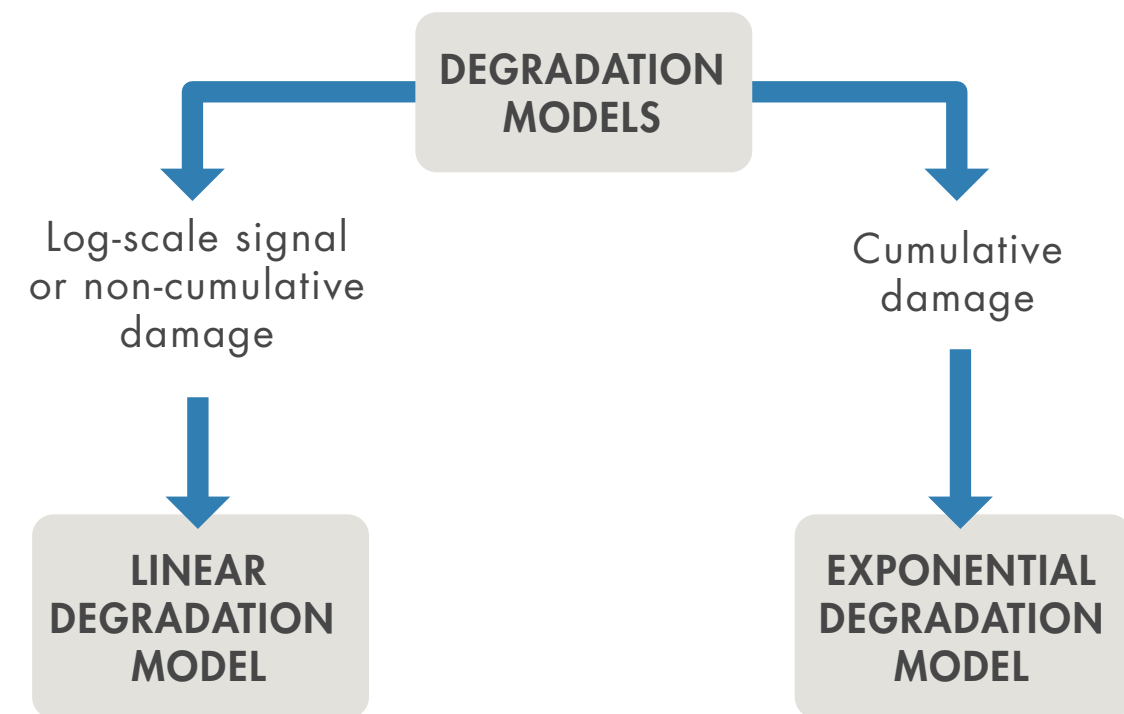 DEGRADATION
MODELS
Log-scale signal
or non-cumulative
damage
Cumulative
damage
LINEAR
DEGRADATION
MODEL
EXPONENTIAL
DEGRADATION
MODEL